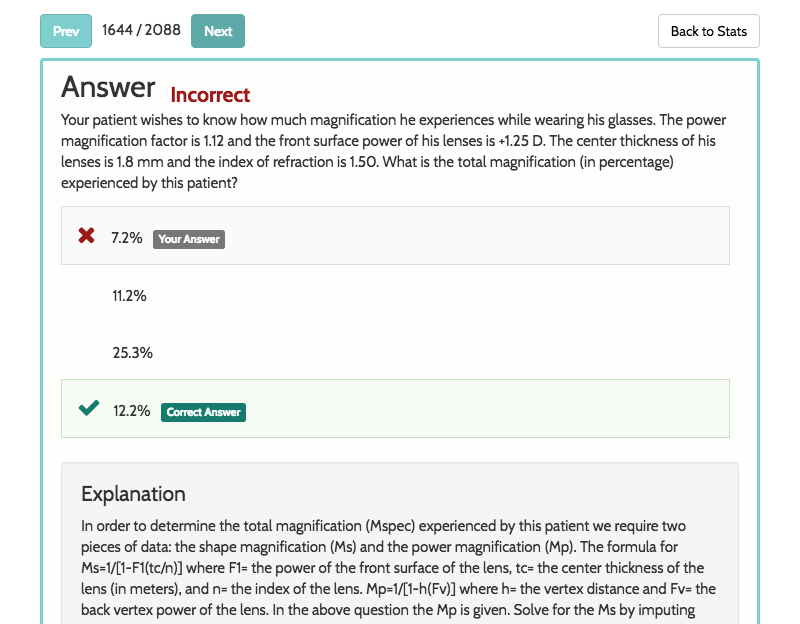 Prev 1644 / 2088 Next Back to Stats
Answer Incorrect
Your patient wishes to know how much magnification he experiences while wearing his glasses. The power
magnification factor is 1.12 and the front surface power of his lenses is +1.25 D. The center thickness of his
lenses is 1.8 mm and the index of refraction is 1.50. What is the total magnification (in percentage)
experienced by this patient?
7.2% Your Answer
11.2%
25.3%
12.2% Correct Answer
Explanation
In order to determine the total magnification (Mspec) experienced by this patient we require two
pieces of data: the shape magnification (Ms) and the power magnification (Mp). The formula for
Ms=1/[1-F1(tc/n)] where F1= the power of the front surface of the lens, tc= the center thickness of the
lens (in meters), and n= the index of the lens. Mp=1/[1-h(Fv)] where h= the vertex distance and Fv= the
back vertex power of the lens. In the above question the Mp is given. Solve for the Ms by imputing